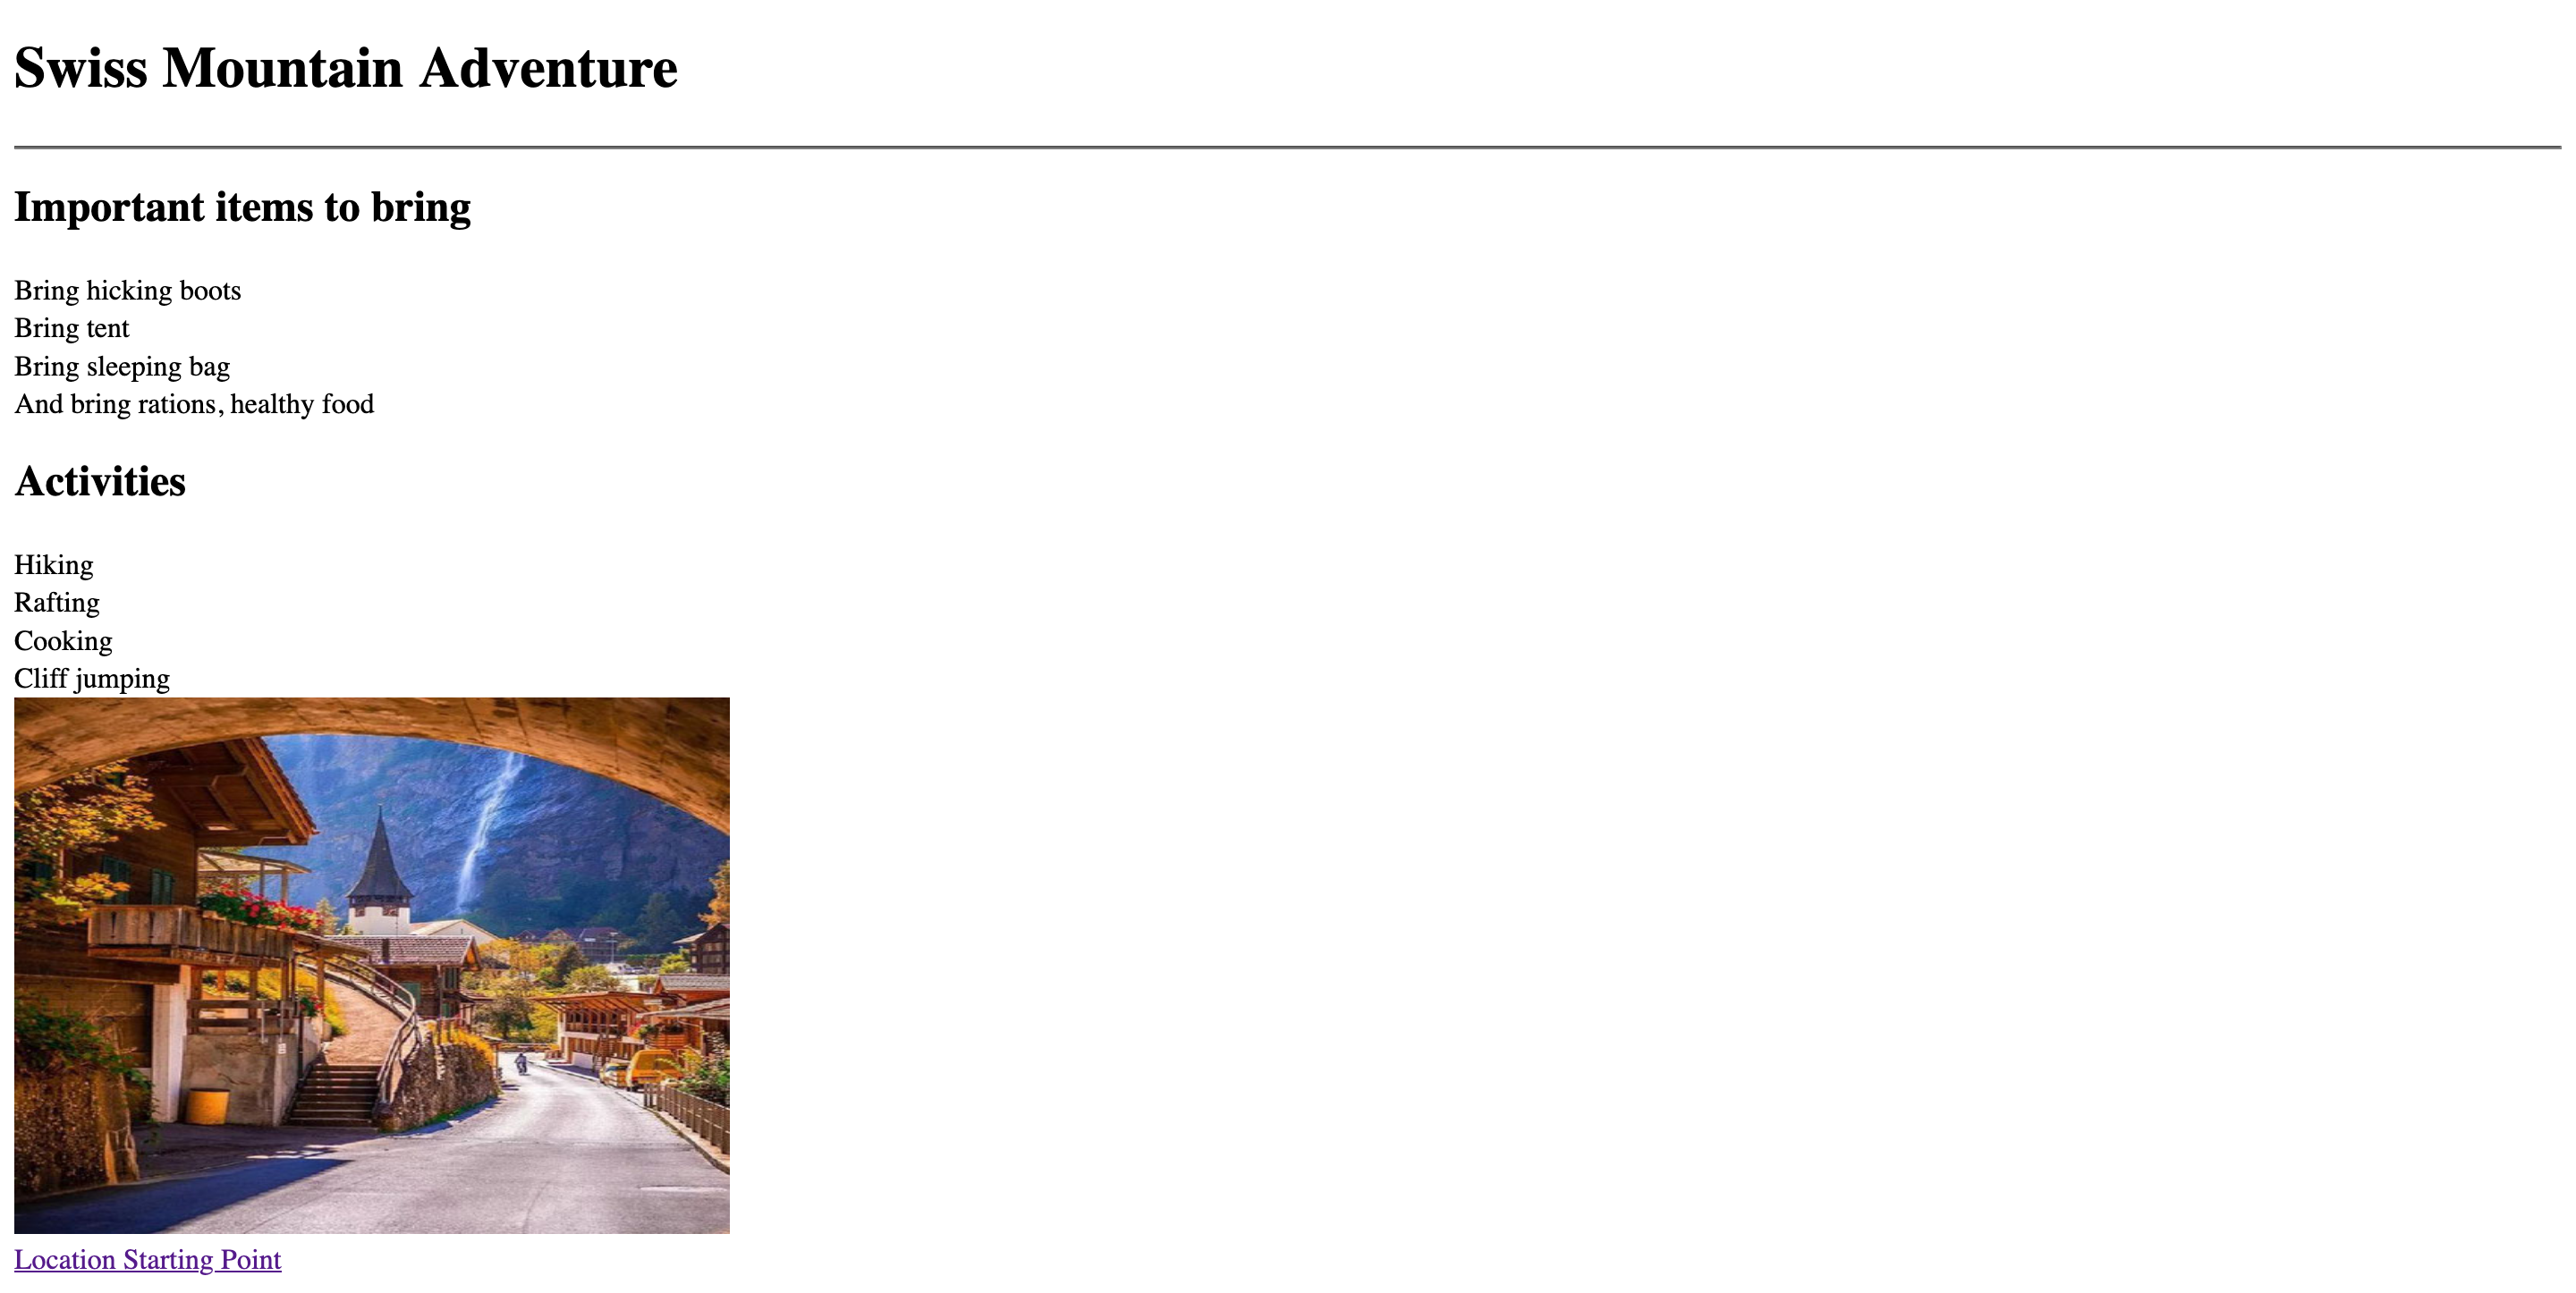 Swiss Mountain Adventure
Important items to bring
Bring hicking boots
Bring tent
Bring sleeping bag
And bring rations, healthy food
Activities
Hiking
Rafting
Cooking
Cliff jumping
Location Starting Point